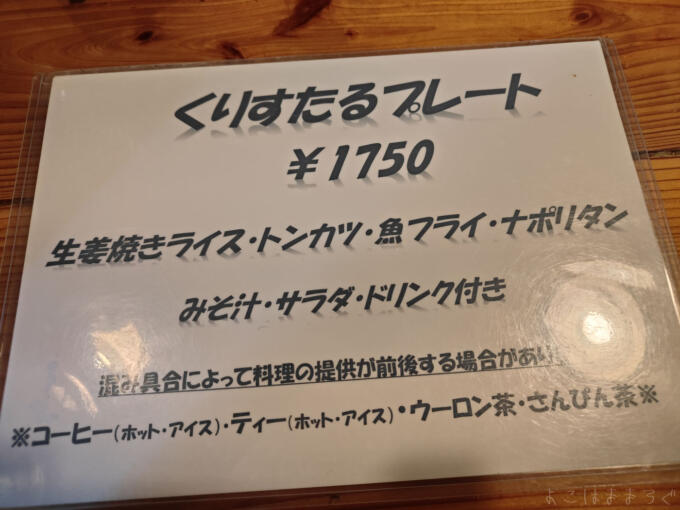 くりすたるプレート
￥1750
生姜焼きライス・トンカツ・魚フライ・ナポリタン
みそ汁・サラダ・ドリンク付き
混み具合によって料理の提供が前後する場合があり
※コーヒー(ホット・アイス)・ティー(ホット・アイス)・ウーロン茶・さんぴん茶※
よこはままうぐ